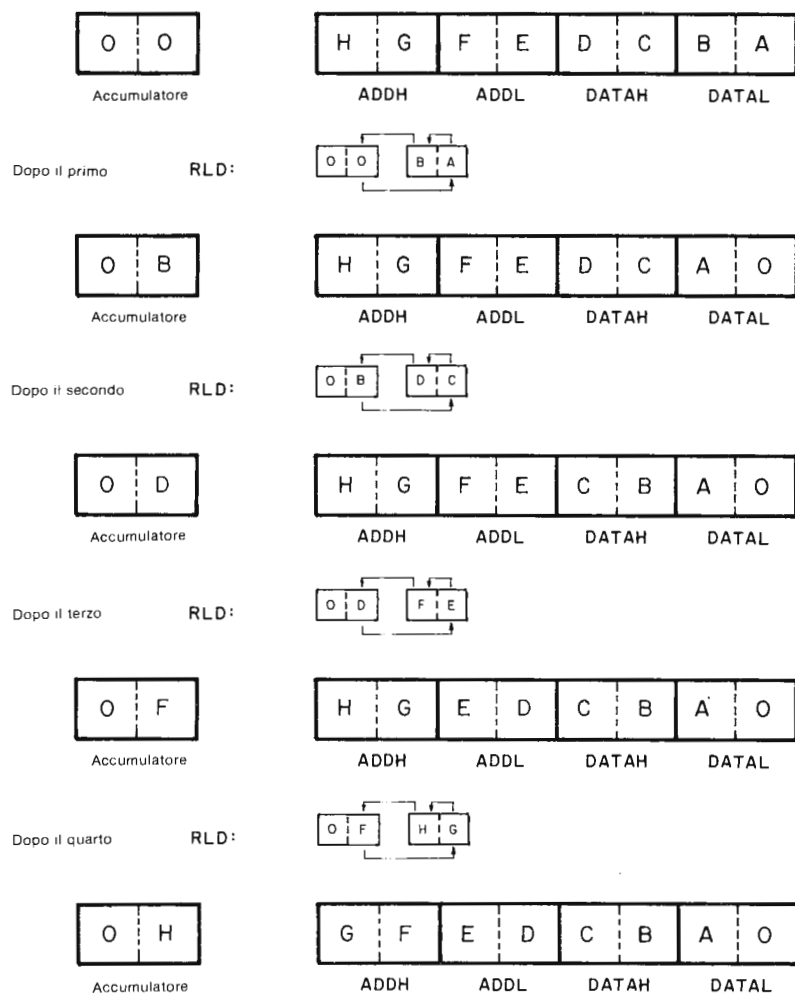 O O H G F E D C B A
Accumulatore ADDH ADDL DATAH DATAL
Dopo il primo RLD: O O B A
O B H G F E D C A O
Accumulatore ADDH ADDL DATAH DATAL
Dopo il secondo RLD: O B D C
O D H G F E C B A O
Accumulatore ADDH ADDL DATAH DATAL
Dopo il terzo RLD: O D F E
O F H G E D C B A O
Accumulatore ADDH ADDL DATAH DATAL
Dopo il quarto RLD: O F H G
O H G F E D C B A O
Accumulatore ADDH ADDL DATAH DATAL